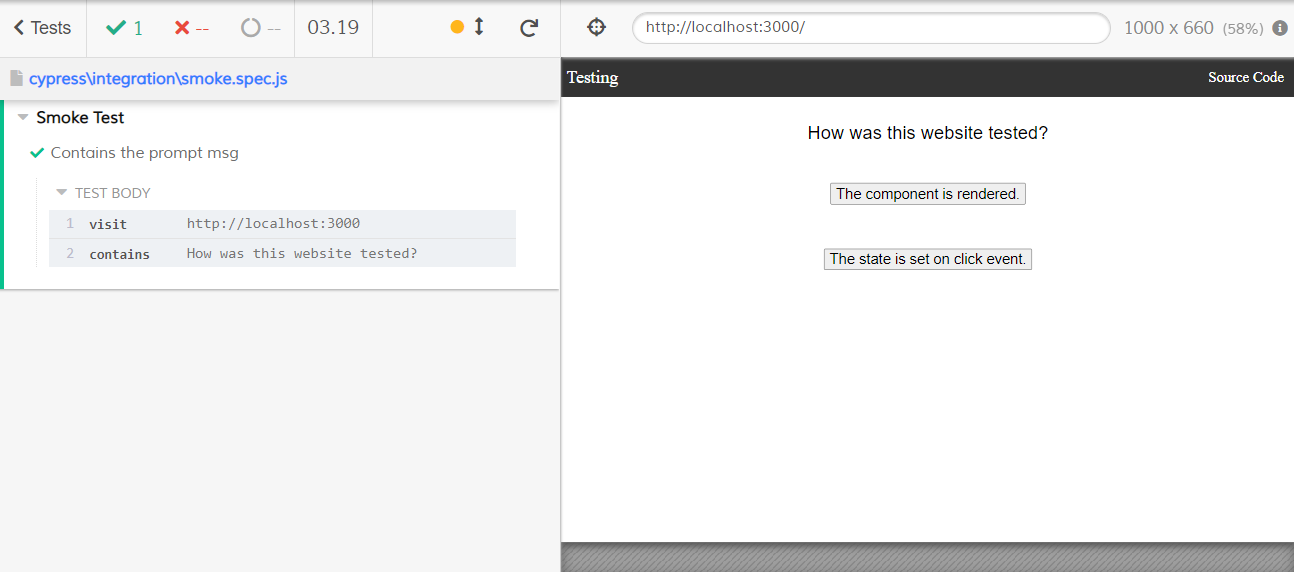 Tests 1 -- -- 03.19 http://localhost:3000/ 1000 x 660 (58%)
cypress\integration\smoke.spec.js
Smoke Test
Contains the prompt msg
TEST BODY
1 visit http://localhost:3000
2 contains How was this website tested?
Testing Source Code
How was this website tested?
The component is rendered.
The state is set on click event.